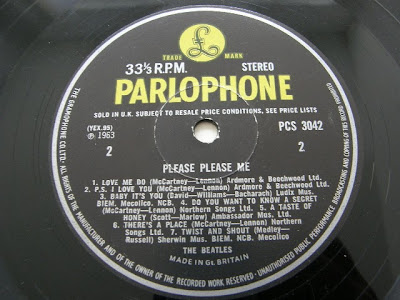 £
TRADE MARK
33⅓ R.P.M. STEREO
PARLOPHONE
SOLD IN U.K. SUBJECT TO RESALE PRICE CONDITIONS, SEE PRICE LISTS
(YEX.95)
℗ 1963
PCS 3042
2 2
PLEASE PLEASE ME
1. LOVE ME DO (McCartney—Lennon) Ardmore & Beechwood Ltd.
2. P.S. I LOVE YOU (McCartney—Lennon) Ardmore & Beechwood Ltd.
3. BABY IT'S YOU (David—Williams—Bacharach) Ludix Mus.
BIEM. Mecolico. NCB. 4. DO YOU WANT TO KNOW A SECRET
(McCartney—Lennon) Northern Songs Ltd. 5. A TASTE OF
HONEY (Scott—Marlow) Ambassador Mus. Ltd.
6. THERE'S A PLACE (McCartney—Lennon)
Northern Songs Ltd. 7. TWIST AND SHOUT (Medley—
Russell) Sherwin Mus. BIEM. NCB. Mecolico
THE BEATLES
MADE IN GT. BRITAIN
THE GRAMOPHONE CO. LTD. ALL RIGHTS OF THE MANUFACTURER AND OF THE OWNER OF THE RECORDED WORK RESERVED. UNAUTHORISED PUBLIC PERFORMANCE BROADCASTING AND COPYING OF THIS RECORD PROHIBITED